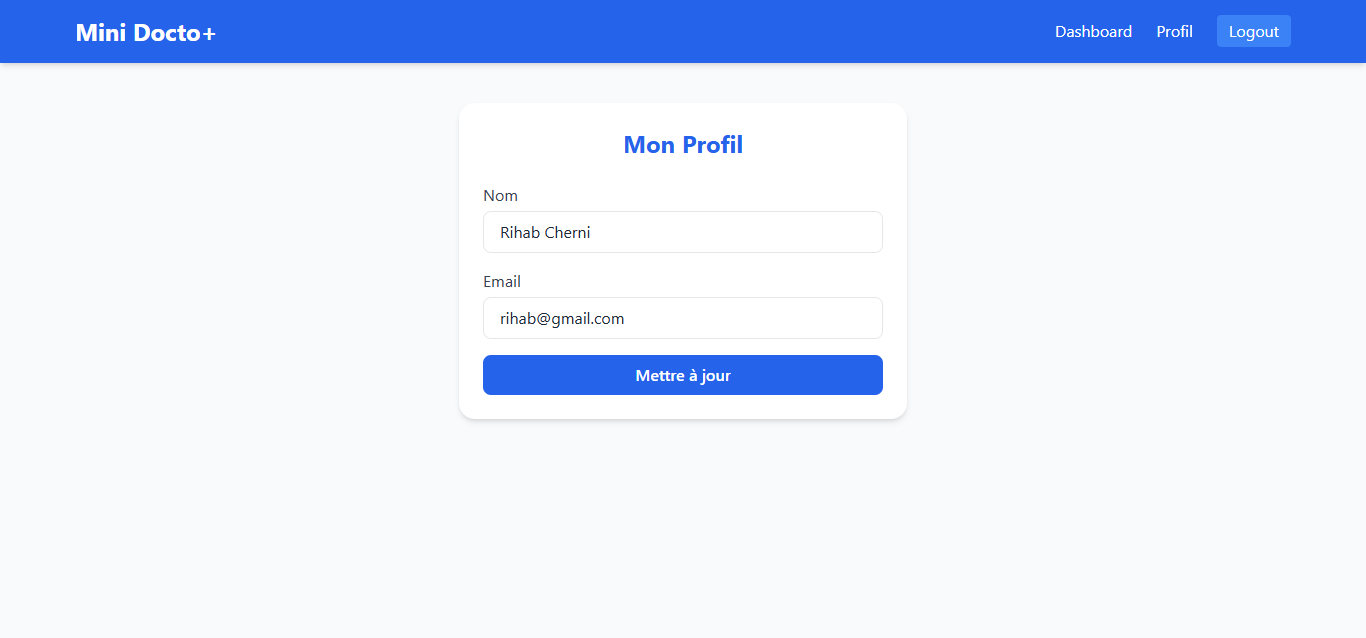 Mini Docto+
Dashboard Profil Logout
Mon Profil
Nom
Rihab Cherni
Email
rihab@gmail.com
Mettre à jour